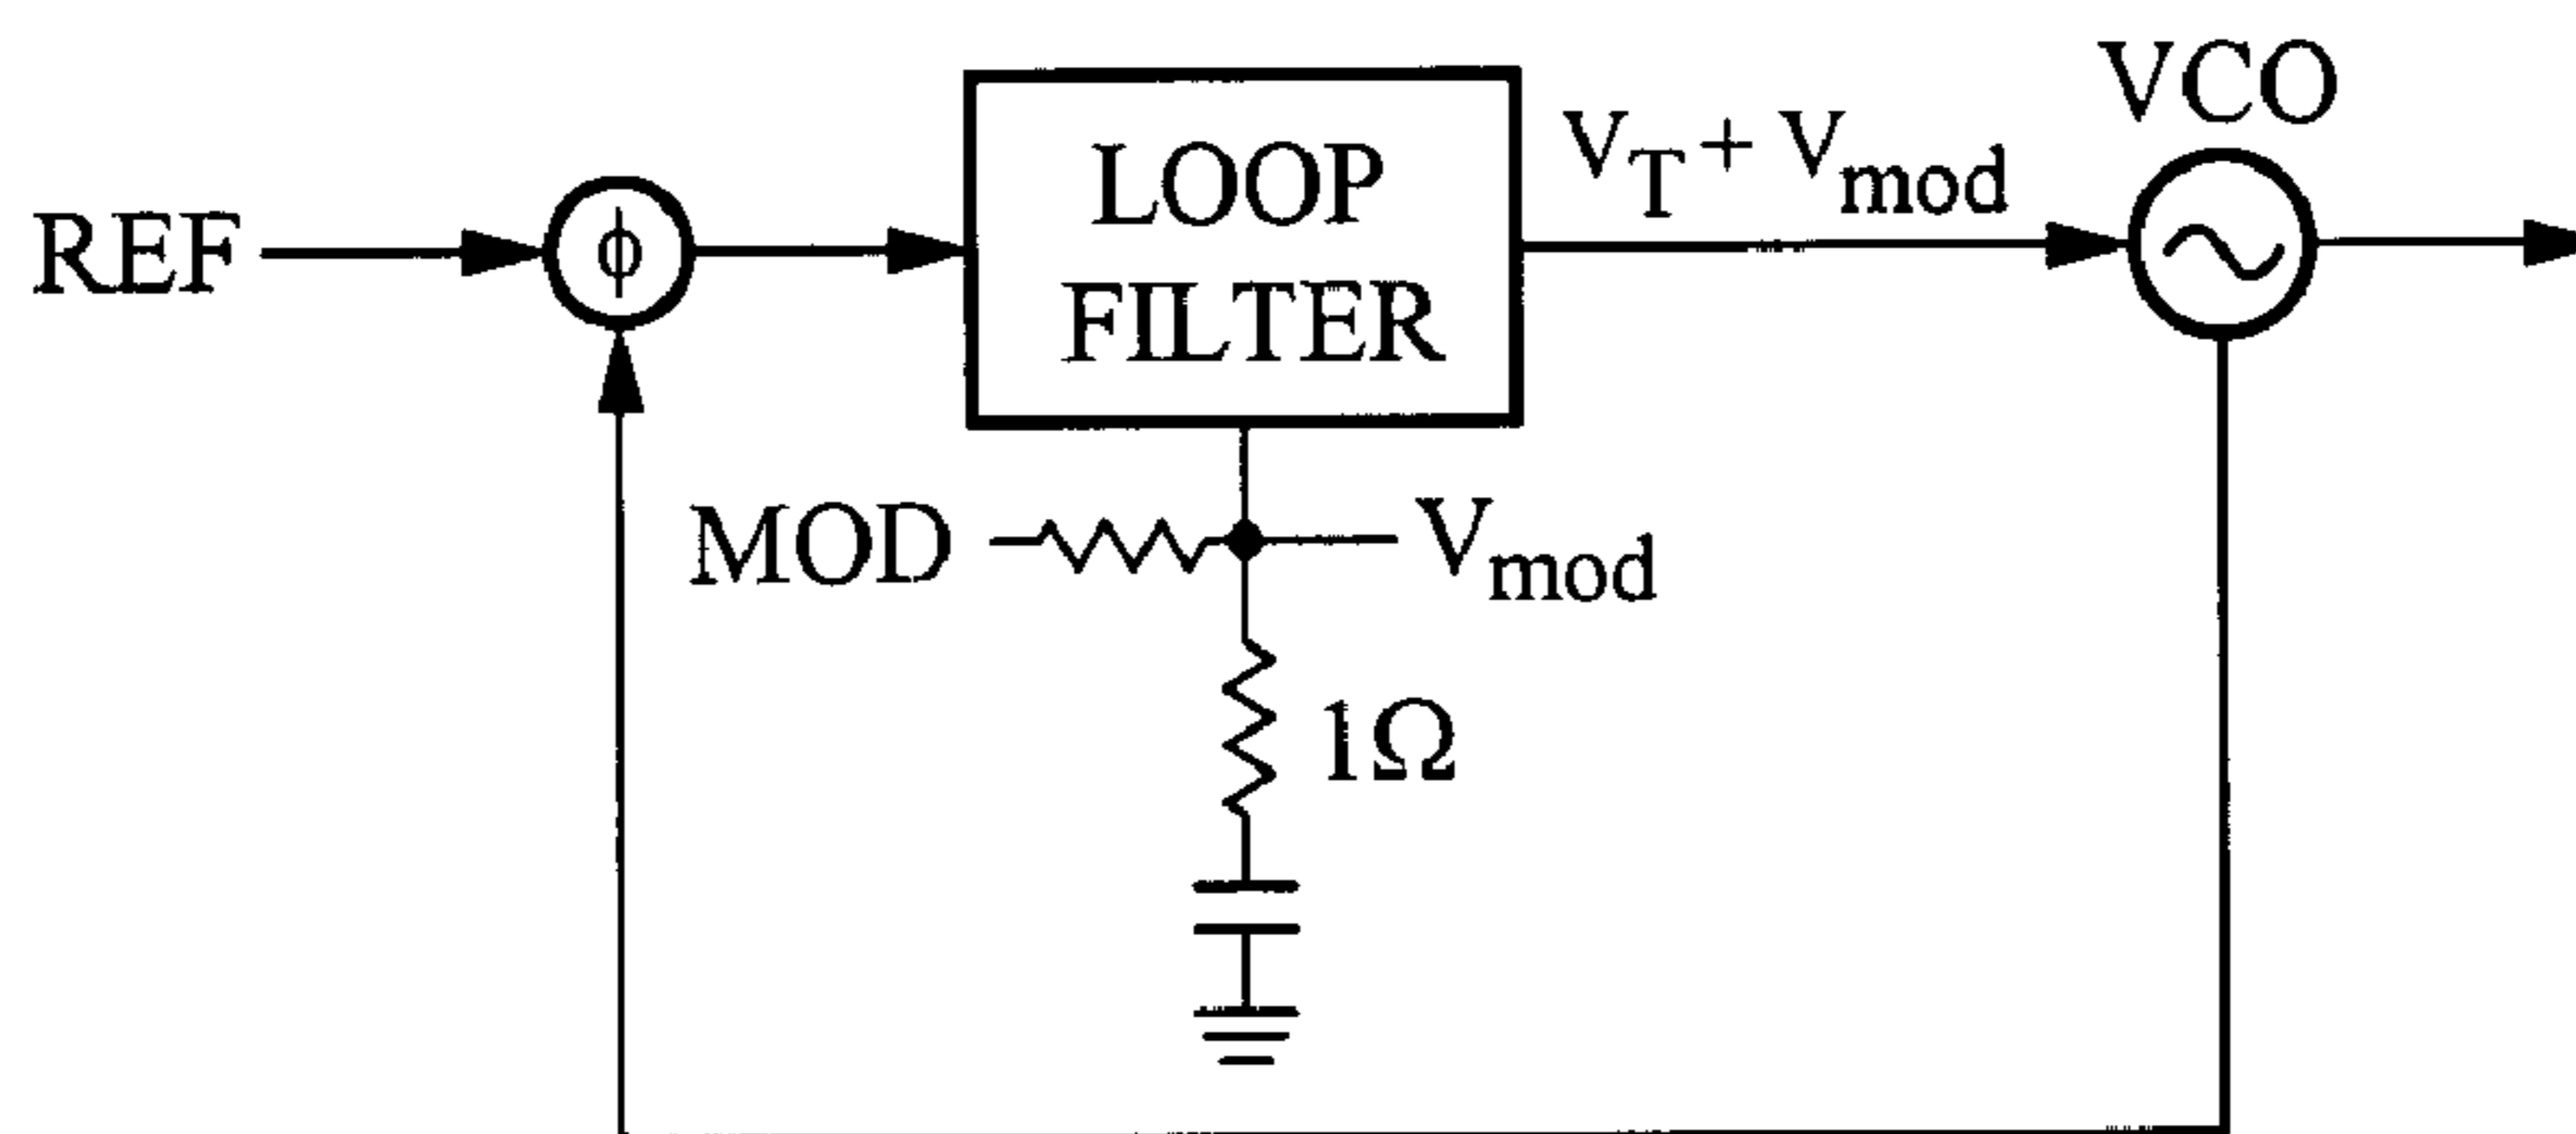 VCO
LOOP
FILTER
V_T + V_mod
REF
ϕ
MOD
V_mod
1Ω